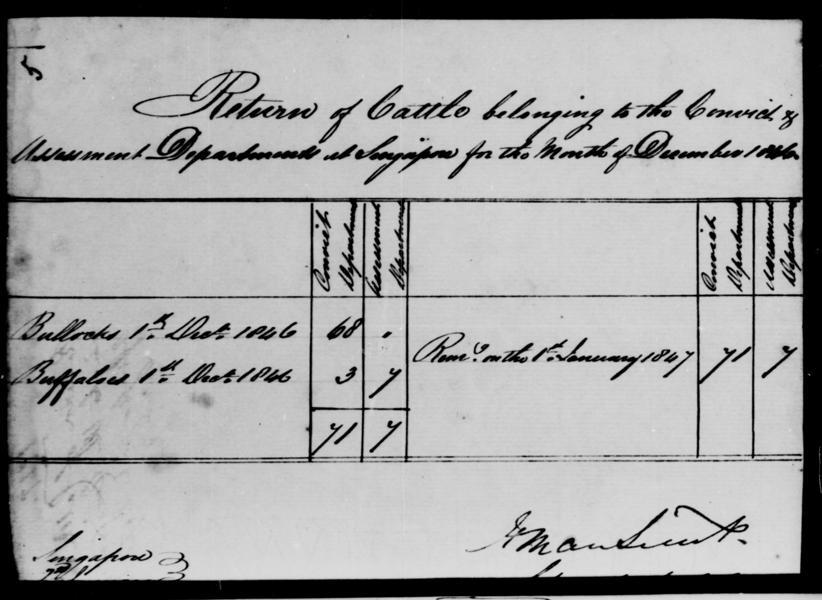 5
Return of Cattle belonging to the Convict &
Assessment Departments at Singapore for the Month of December 1846
Convict Department
Assessment Department
Convict Department
Assessment Department
Bullocks 1st Decr 1846 68 "
Buffaloes 1st Decr 1846 3 7
71 7
Remg. on the 1st January 1847 71 7
H Man Lieut
Singapore